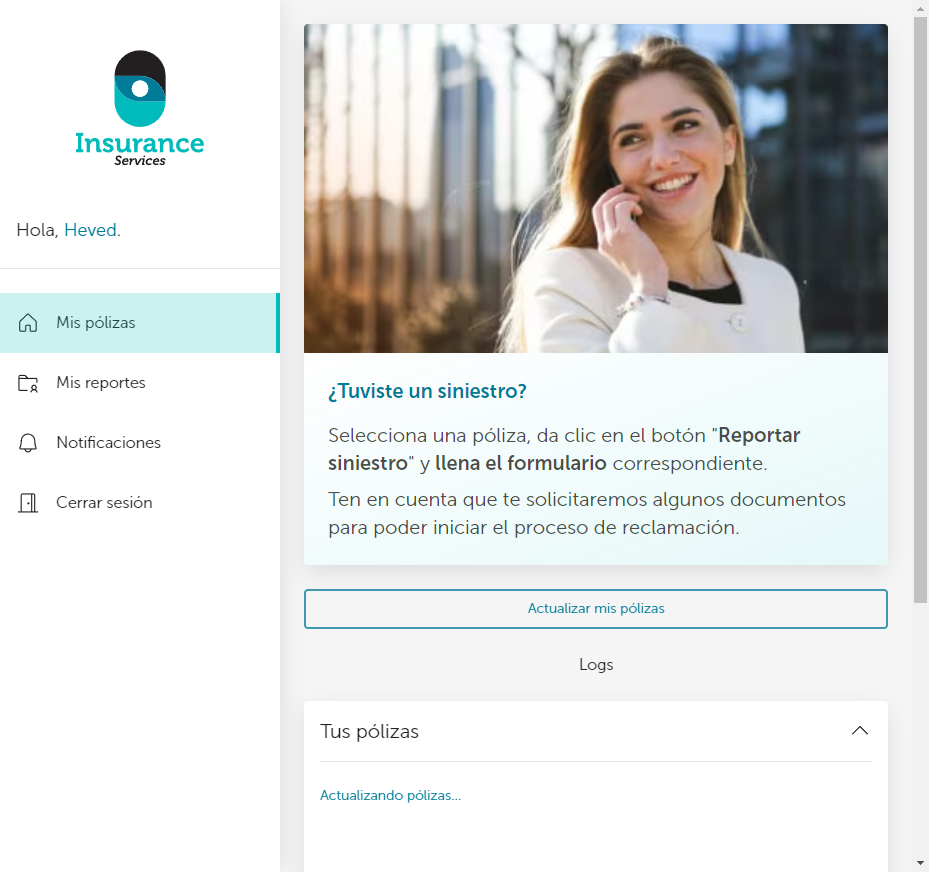 Insurance
Services
Hola, Heved.
Mis pólizas
Mis reportes
Notificaciones
Cerrar sesión
¿Tuviste un siniestro?
Selecciona una póliza, da clic en el botón "Reportar
siniestro" y llena el formulario correspondiente.
Ten en cuenta que te solicitaremos algunos documentos
para poder iniciar el proceso de reclamación.
Actualizar mis pólizas
Logs
Tus pólizas
Actualizando pólizas...